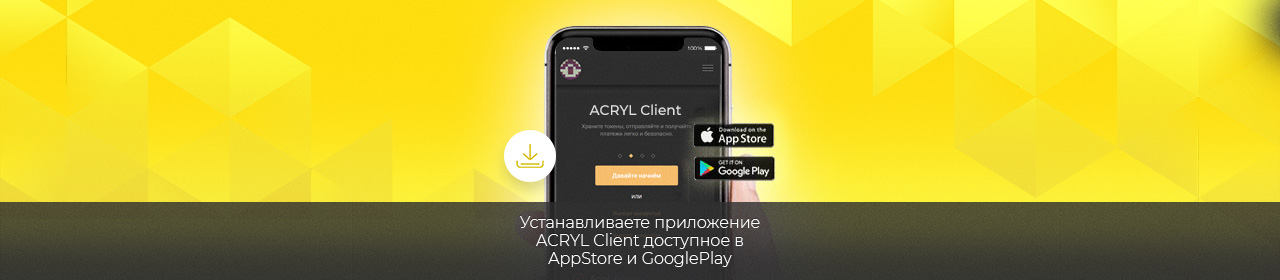 100%
ACRYL Client
Храните токены, отправляйте и получайте
платежи легко и безопасно.
Download on the
App Store
GET IT ON
Google Play
Давайте начнём
или
Устанавливаете приложение
ACRYL Client доступное в
AppStore и GooglePlay